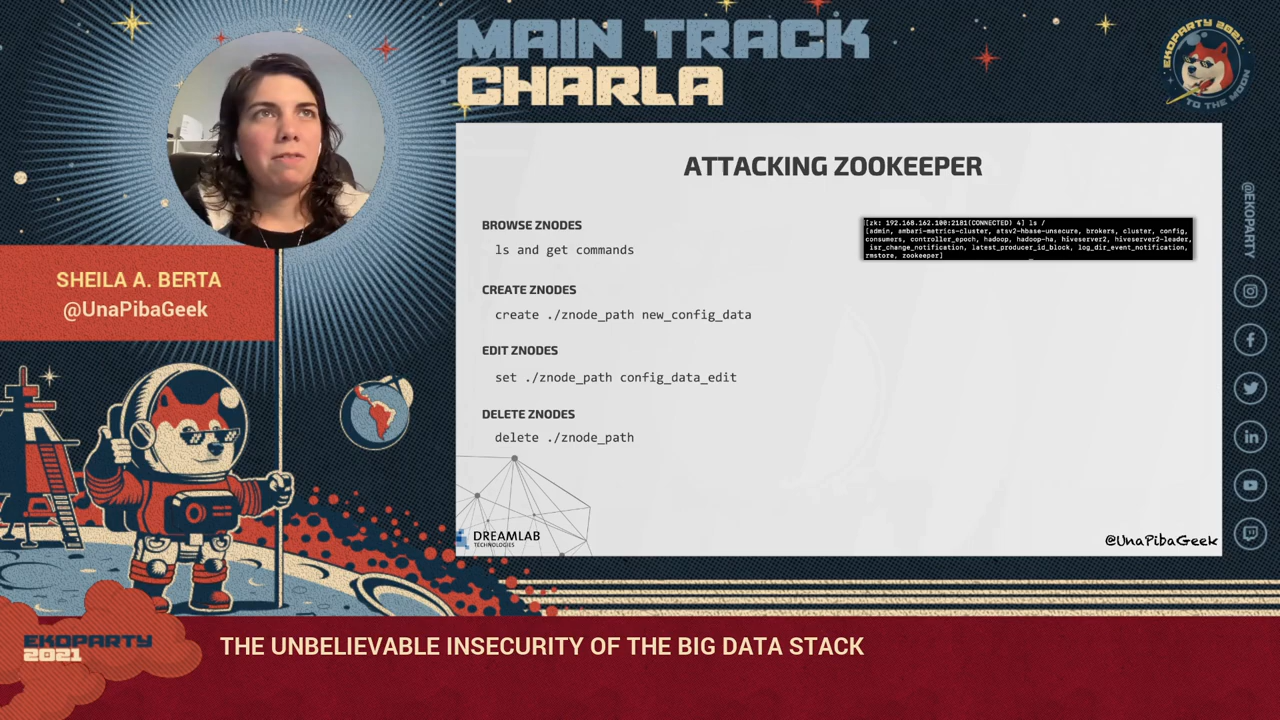 MAIN TRACK
CHARLA
EKOPARTY 2021
TO THE MOON
@EKOPARTY
SHEILA A. BERTA
@UnaPibaGeek
ATTACKING ZOOKEEPER
BROWSE ZNODES
ls and get commands
CREATE ZNODES
create ./znode_path new_config_data
EDIT ZNODES
set ./znode_path config_data_edit
DELETE ZNODES
delete ./znode_path
[zk: 192.168.162.100:2181(CONNECTED) 4] ls /
[admin, ambari-metrics-cluster, atsv2-hbase-unsecure, brokers, cluster, config,
consumers, controller_epoch, hadoop, hadoop-ha, hiveserver2, hiveserver2-leader,
isr_change_notification, latest_producer_id_block, log_dir_event_notification,
rmstore, zookeeper]
DREAMLAB
TECHNOLOGIES
@UnaPibaGeek
EKOPARTY
2021
THE UNBELIEVABLE INSECURITY OF THE BIG DATA STACK